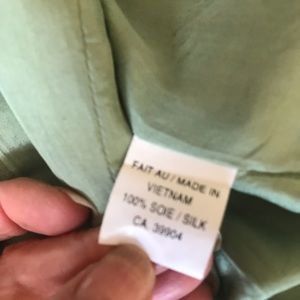 FAIT AU / MADE IN
VIETNAM
100% SOIE / SILK
CA 39904